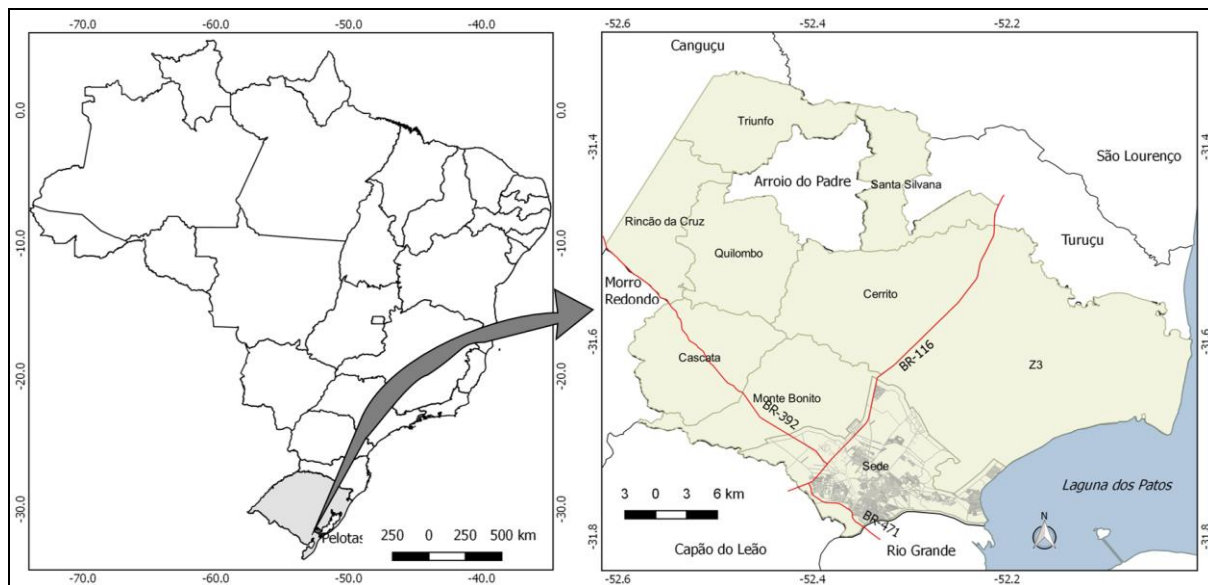 -70.0
-60.0
-50.0
-40.0
0.0
0.0
-10.0
-10.0
-20.0
-20.0
-30.0
-30.0
Pelotas
250 0 250 500 km
-70.0
-60.0
-50.0
-40.0
-52.6
-52.4
-52.2
Canguçu
Triunfo
-31.4
-31.4
São Lourenço
Arroio do Padre
Santa Silvana
Rincão da Cruz
Turuçu
Quilombo
Morro
Redondo
Cerrito
-31.6
-31.6
BR-116
Cascata
Z3
Monte Bonito
BR-392
Sede
Laguna dos Patos
3 0 3 6 km
BR-471
N
-31.8
-31.8
Capão do Leão
Rio Grande
-52.6
-52.4
-52.2